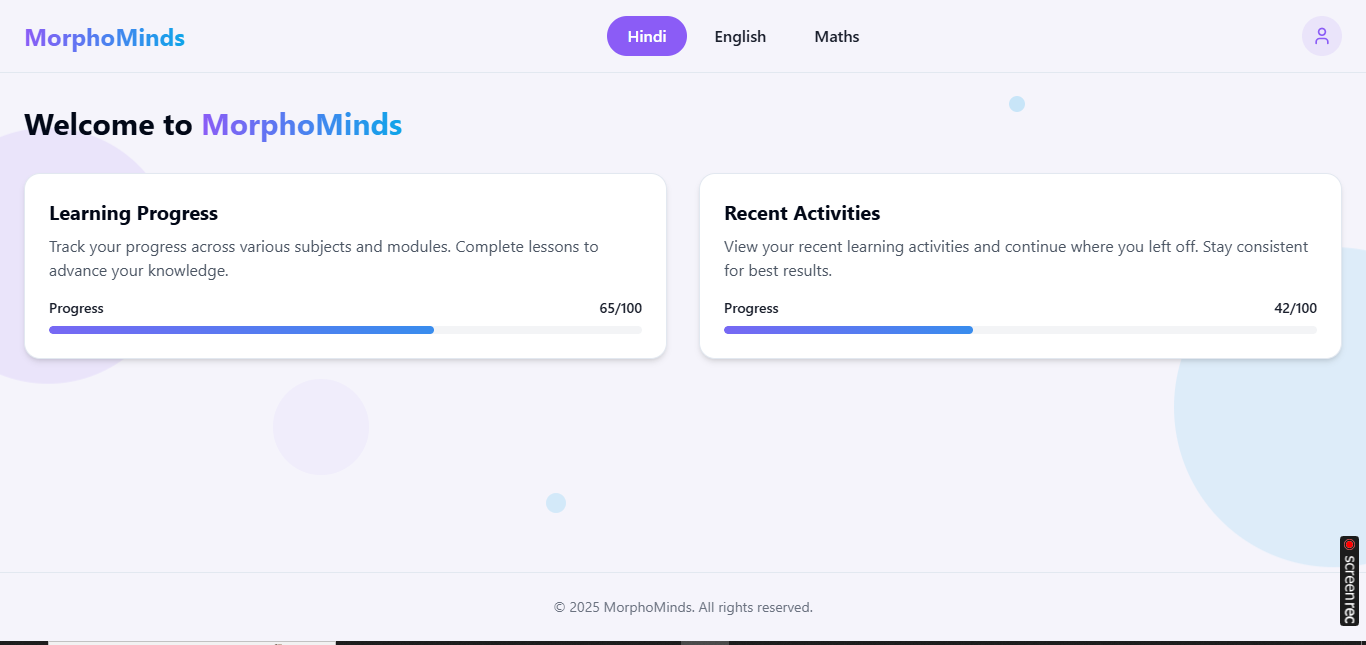 MorphoMinds
Hindi
English
Maths
Welcome to MorphoMinds
Learning Progress
Track your progress across various subjects and modules. Complete lessons to
advance your knowledge.
Progress
65/100
Recent Activities
View your recent learning activities and continue where you left off. Stay consistent
for best results.
Progress
42/100
screenrec
© 2025 MorphoMinds. All rights reserved.